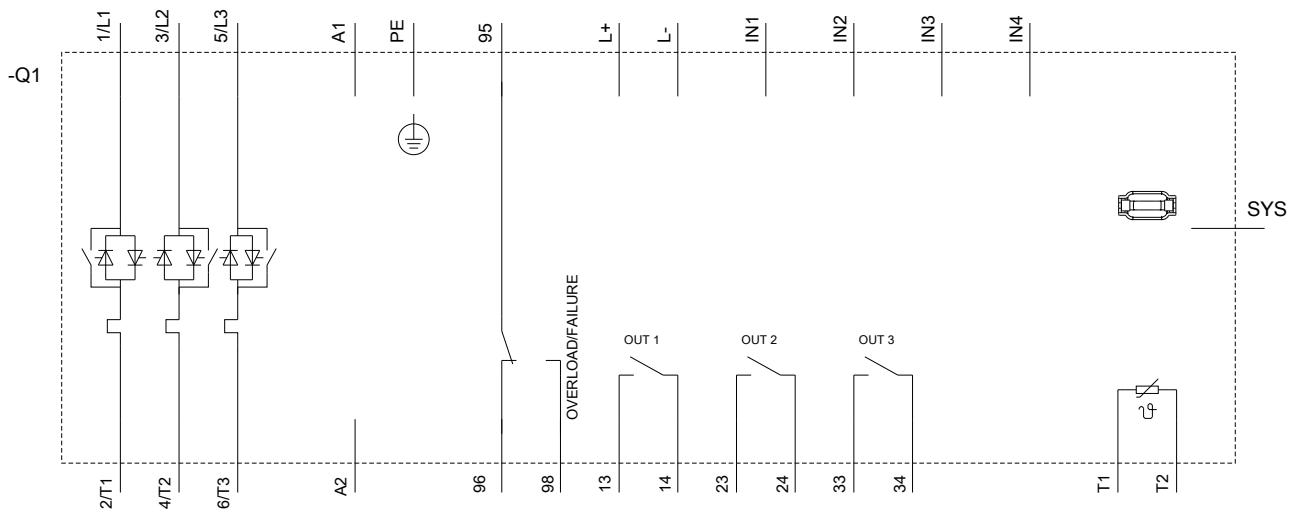 1/L1
3/L2
5/L3
A1
PE
95
L+
L-
IN1
IN2
IN3
IN4
-Q1
SYS
OVERLOAD/FAILURE
OUT 1
OUT 2
OUT 3
ϑ
2/T1
4/T2
6/T3
A2
96
98
13
14
23
24
33
34
T1
T2